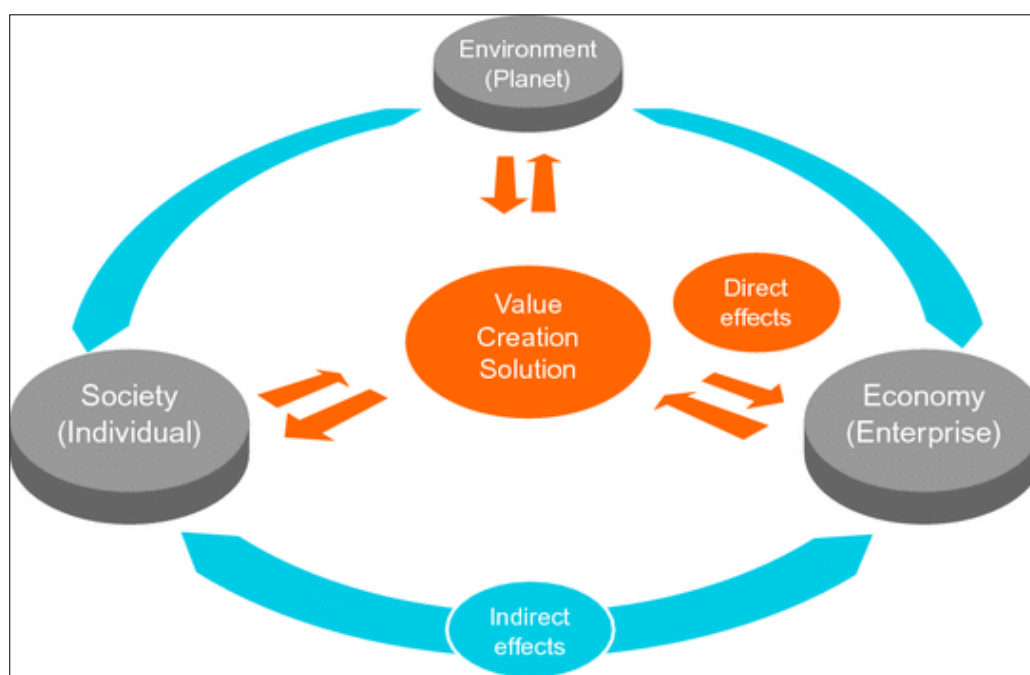 Environment
(Planet)
Value
Creation
Solution
Direct
effects
Society
(Individual)
Economy
(Enterprise)
Indirect
effects